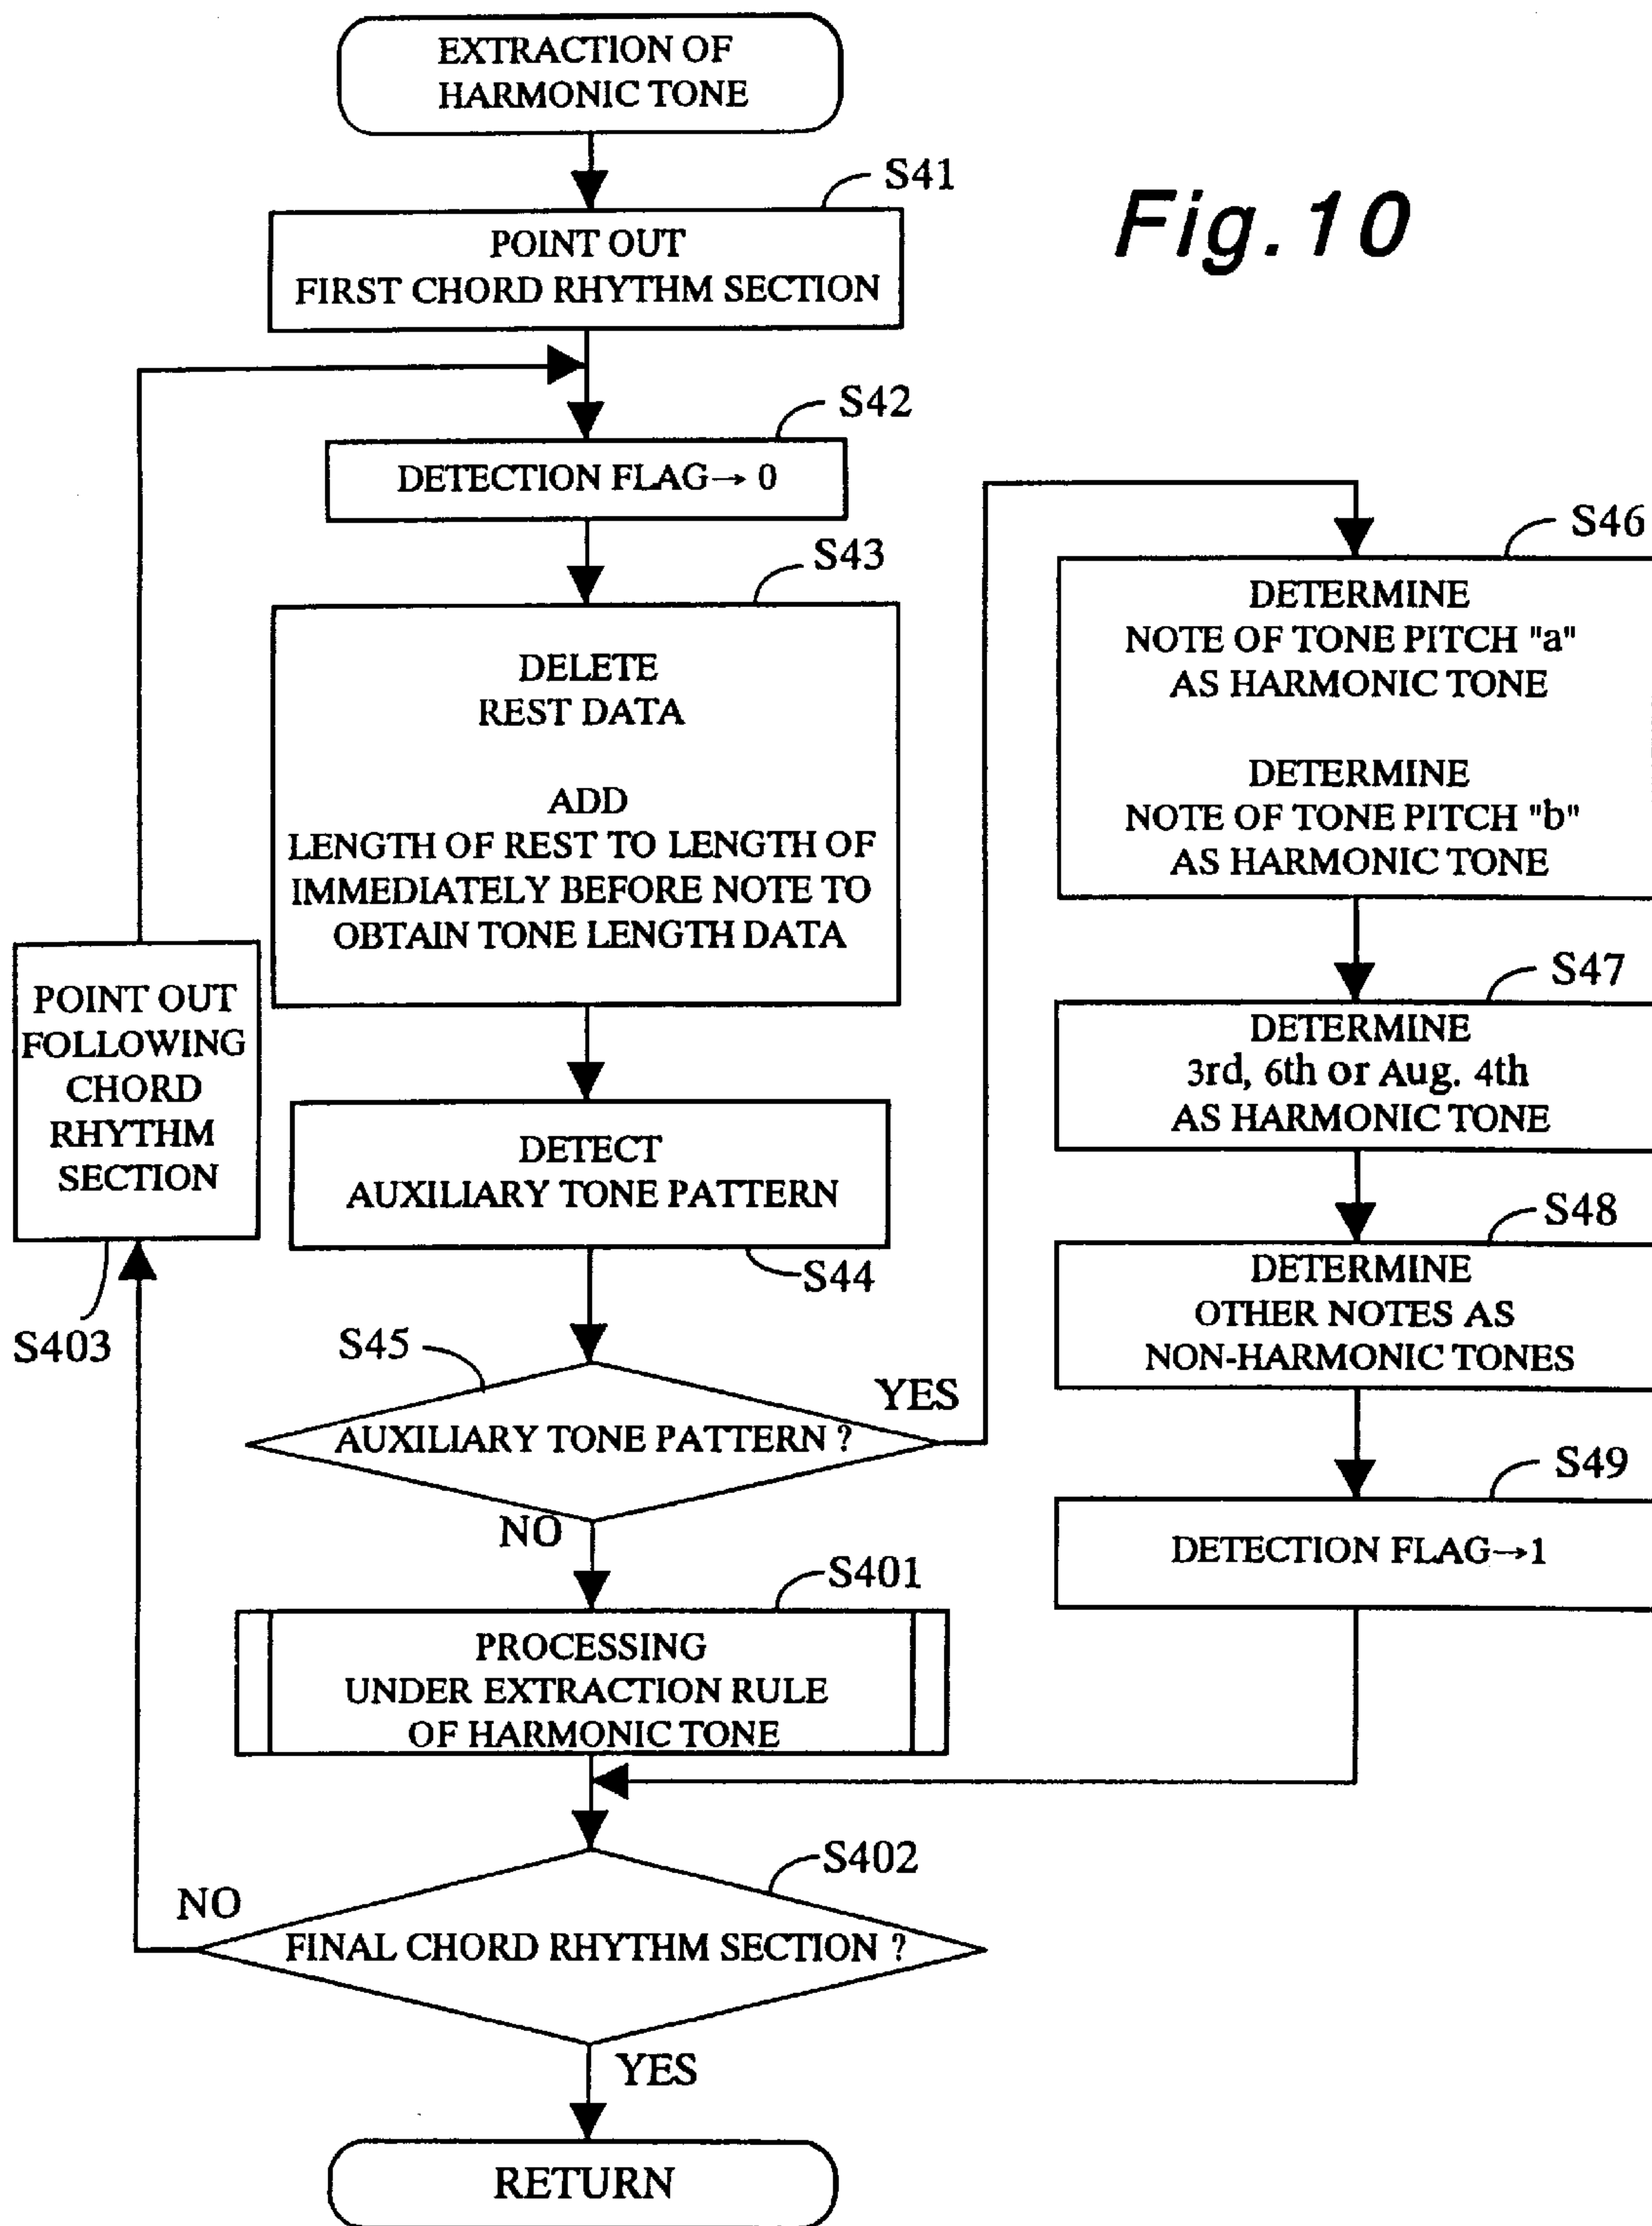 EXTRACTION OF
HARMONIC TONE
S41
Fig.10
POINT OUT
FIRST CHORD RHYTHM SECTION
S42
DETECTION FLAG→ 0
S43
DELETE
REST DATA
ADD
LENGTH OF REST TO LENGTH OF
IMMEDIATELY BEFORE NOTE TO
OBTAIN TONE LENGTH DATA
POINT OUT
FOLLOWING
CHORD
RHYTHM
SECTION
S403
DETECT
AUXILIARY TONE PATTERN
S44
S45
AUXILIARY TONE PATTERN ?
YES
NO
S46
DETERMINE
NOTE OF TONE PITCH "a"
AS HARMONIC TONE
DETERMINE
NOTE OF TONE PITCH "b"
AS HARMONIC TONE
S47
DETERMINE
3rd, 6th or Aug. 4th
AS HARMONIC TONE
S48
DETERMINE
OTHER NOTES AS
NON-HARMONIC TONES
S49
DETECTION FLAG→1
S401
PROCESSING
UNDER EXTRACTION RULE
OF HARMONIC TONE
S402
NO
FINAL CHORD RHYTHM SECTION ?
YES
RETURN